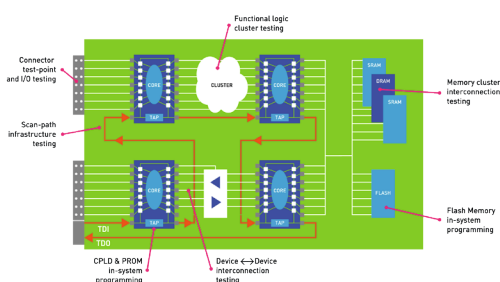 Functional logic
cluster testing
Connector
test-point
and I/O testing
CORE
TAP
CLUSTER
CORE
TAP
SRAM
DRAM
SRAM
Memory cluster
interconnection
testing
Scan-path
infrastructure
testing
CORE
TAP
CORE
TAP
FLASH
Flash Memory
in-system
programming
TDI
TDO
CPLD & PROM
in-system
programming
Device <-->Device
interconnection
testing